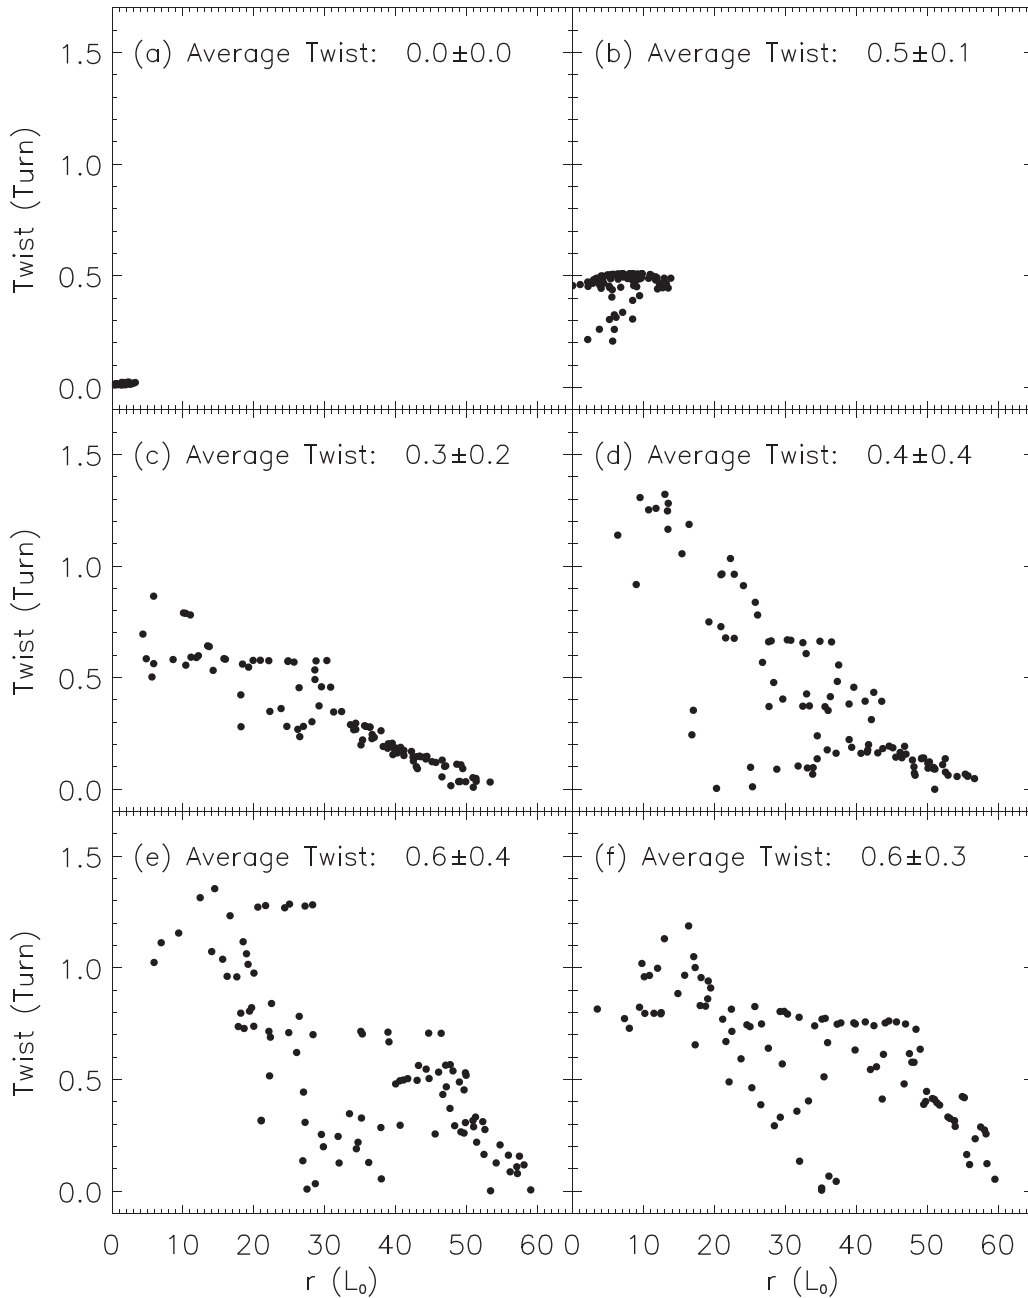 1.5
(a) Average Twist: 0.0±0.0
(b) Average Twist: 0.5±0.1
1.0
Twist (Turn)
0.5
0.0
1.5
(c) Average Twist: 0.3±0.2
(d) Average Twist: 0.4±0.4
1.0
Twist (Turn)
0.5
0.0
1.5
(e) Average Twist: 0.6±0.4
(f) Average Twist: 0.6±0.3
1.0
Twist (Turn)
0.5
0.0
0 10 20 30 40 50 60 0 10 20 30 40 50 60
r (L₀)
r (L₀)